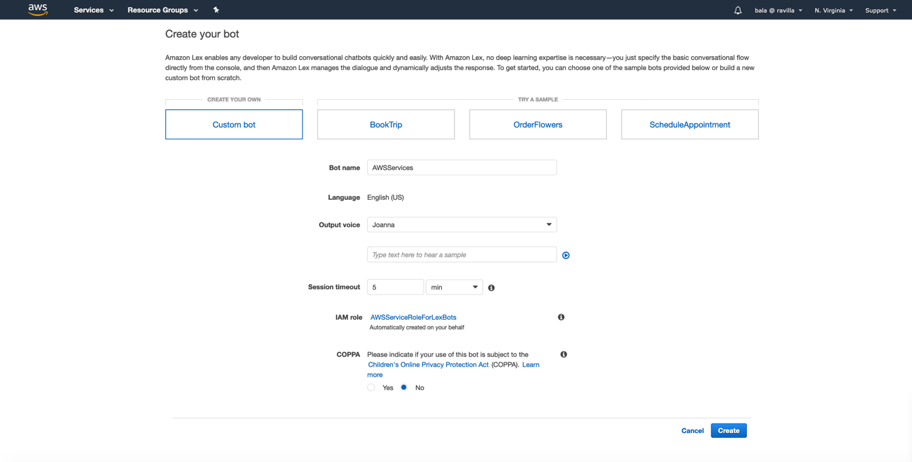 aws Services Resource Groups bala @ ravilla N. Virginia Support
Create your bot
Amazon Lex enables any developer to build conversational chatbots quickly and easily. With Amazon Lex, no deep learning expertise is necessary—you just specify the basic conversational flow
directly from the console, and then Amazon Lex manages the dialogue and dynamically adjusts the response. To get started, you can choose one of the sample bots provided below or build a new
custom bot from scratch.
CREATE YOUR OWN TRY A SAMPLE
Custom bot BookTrip OrderFlowers ScheduleAppointment
Bot name AWSServices
Language English (US)
Output voice Joanna
Type text here to hear a sample
Session timeout 5 min
IAM role AWSServiceRoleForLexBots
Automatically created on your behalf
COPPA Please indicate if your use of this bot is subject to the
Children's Online Privacy Protection Act (COPPA). Learn
more
Yes No
Cancel Create